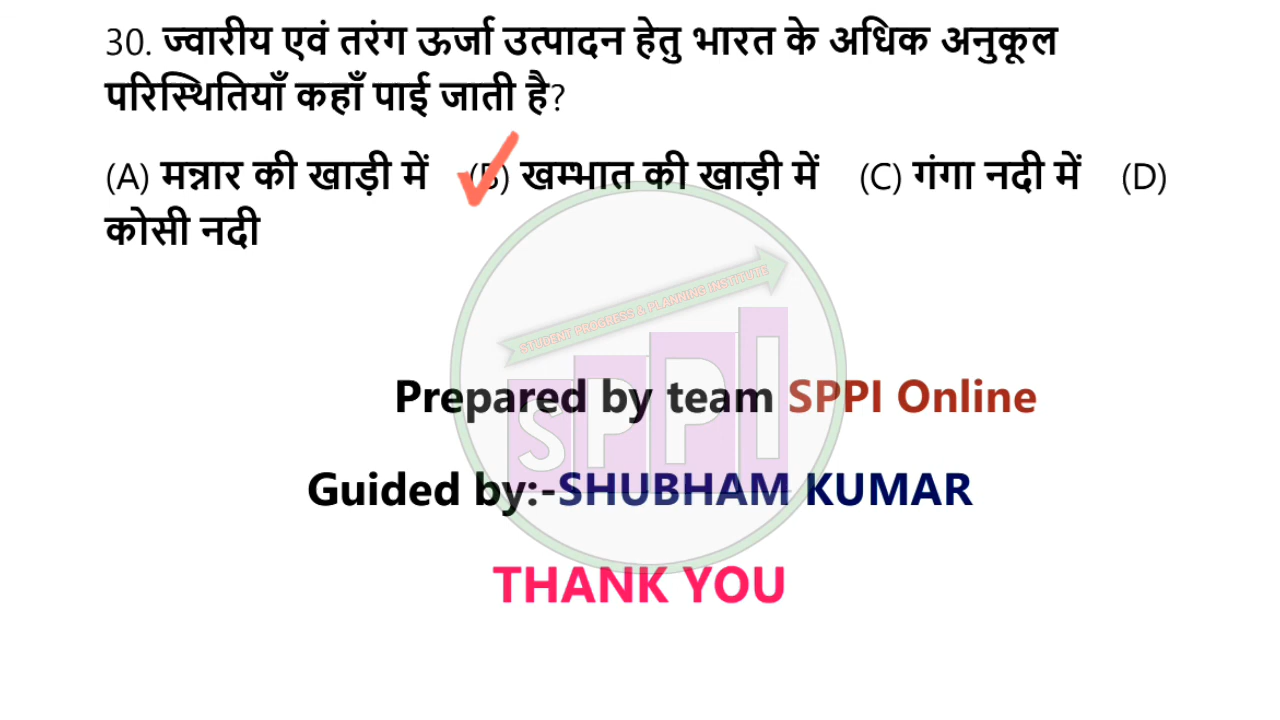 30. ज्वारीय एवं तरंग ऊर्जा उत्पादन हेतु भारत के अधिक अनुकूल
परिस्थितियाँ कहाँ पाई जाती है?
(A) मन्नार की खाड़ी में (B) खम्भात की खाड़ी में (C) गंगा नदी में (D)
कोसी नदी
STUDENT PROGRESS & PLANNING INSTITUTE
SPPI
Prepared by team SPPI Online
Guided by:-SHUBHAM KUMAR
THANK YOU